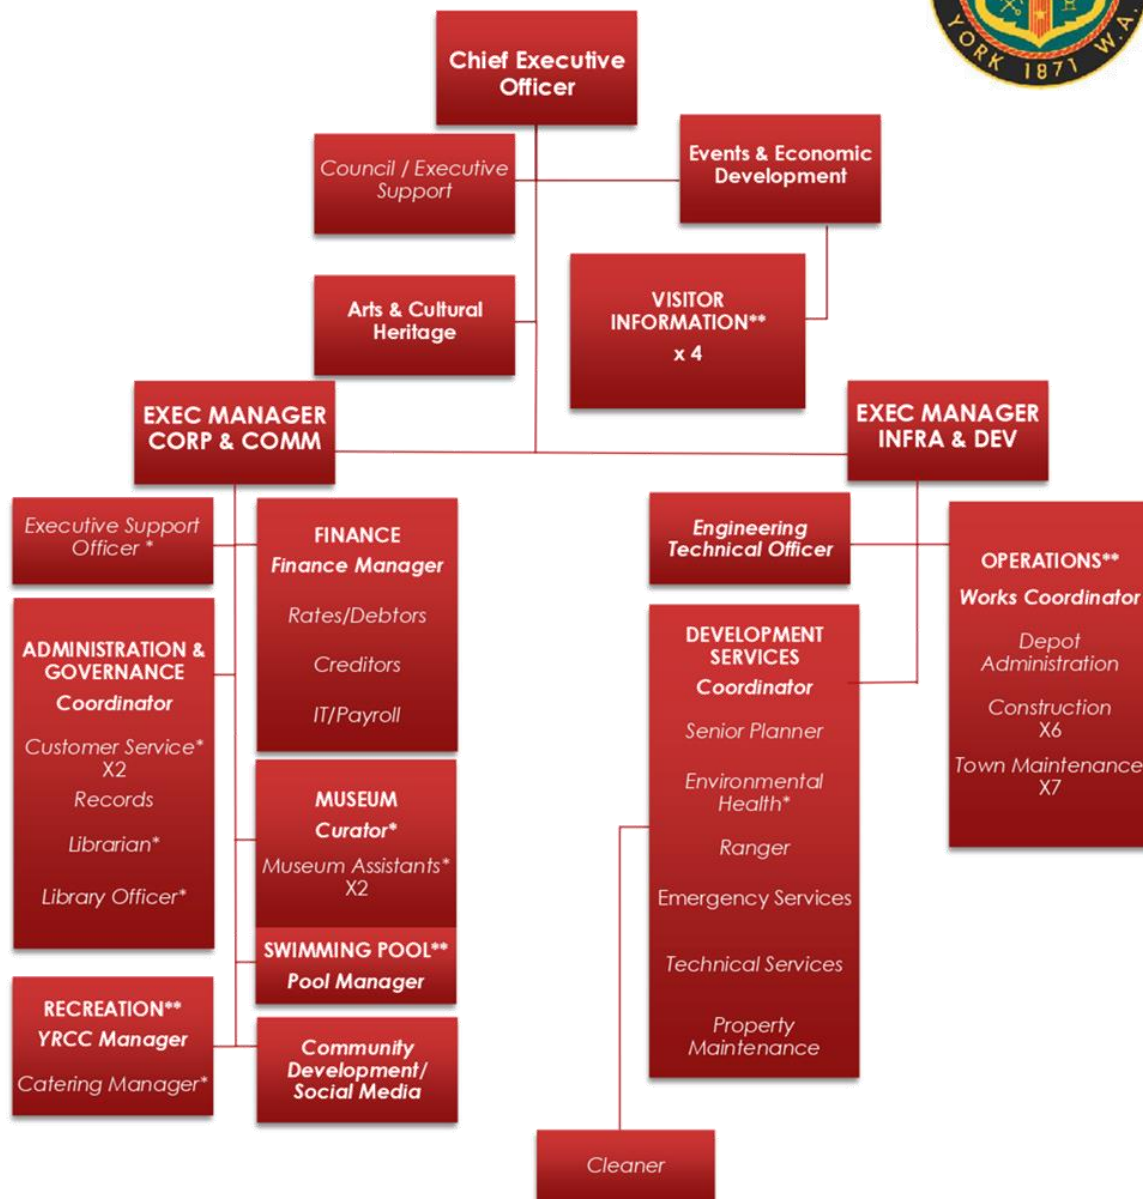 YORK 1871 W.A.
Chief Executive
Officer
Council / Executive
Support
Events & Economic
Development
Arts & Cultural
Heritage
VISITOR
INFORMATION**
x 4
EXEC MANAGER
CORP & COMM
EXEC MANAGER
INFRA & DEV
Executive Support
Officer *
FINANCE
Finance Manager
Rates/Debtors
Creditors
IT/Payroll
ADMINISTRATION &
GOVERNANCE
Coordinator
Customer Service*
X2
Records
Librarian*
Library Officer*
MUSEUM
Curator*
Museum Assistants*
X2
SWIMMING POOL**
Pool Manager
RECREATION**
YRCC Manager
Catering Manager*
Community
Development/
Social Media
Engineering
Technical Officer
OPERATIONS**
Works Coordinator
Depot
Administration
Construction
X6
Town Maintenance
X7
DEVELOPMENT
SERVICES
Coordinator
Senior Planner
Environmental
Health*
Ranger
Emergency Services
Technical Services
Property
Maintenance
Cleaner